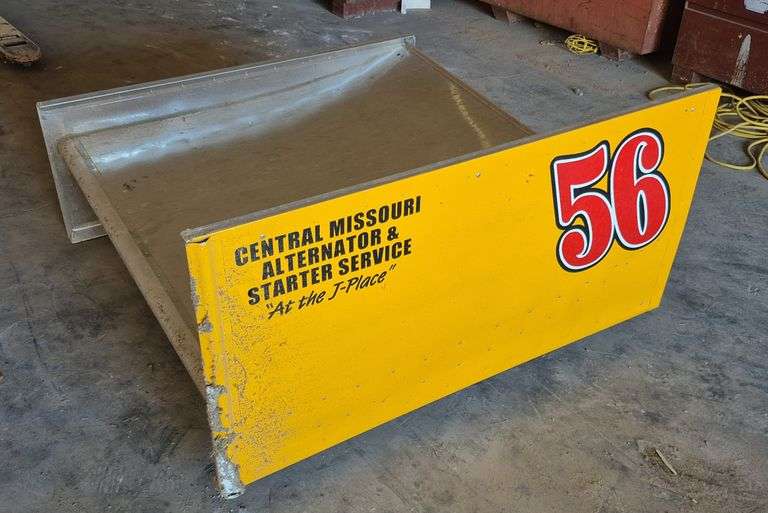 CENTRAL MISSOURI
ALTERNATOR &
STARTER SERVICE
"At the J-Place"
56